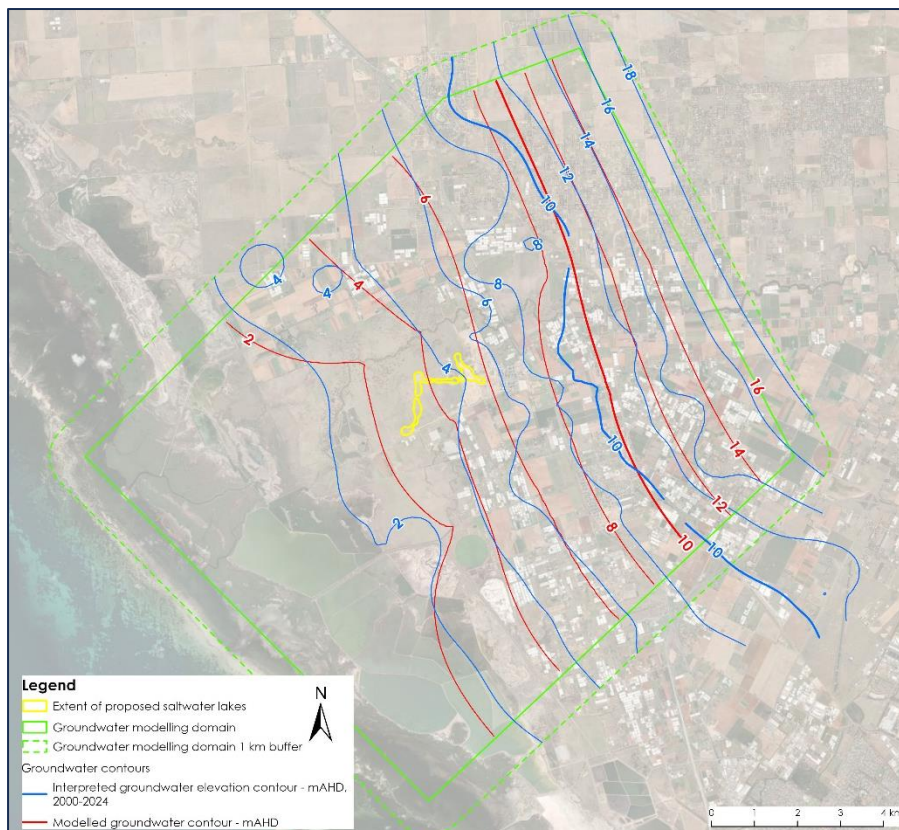 18
16
14
12
10
6
8
4
4
4
8
6
2
4
16
10
14
12
2
8
10
10
Legend
Extent of proposed saltwater lakes
Groundwater modelling domain
Groundwater modelling domain 1 km buffer
Groundwater contours
Interpreted groundwater elevation contour - mAHD,
2000-2024
Modelled groundwater contour - mAHD
N
0 1 2 3 4 km